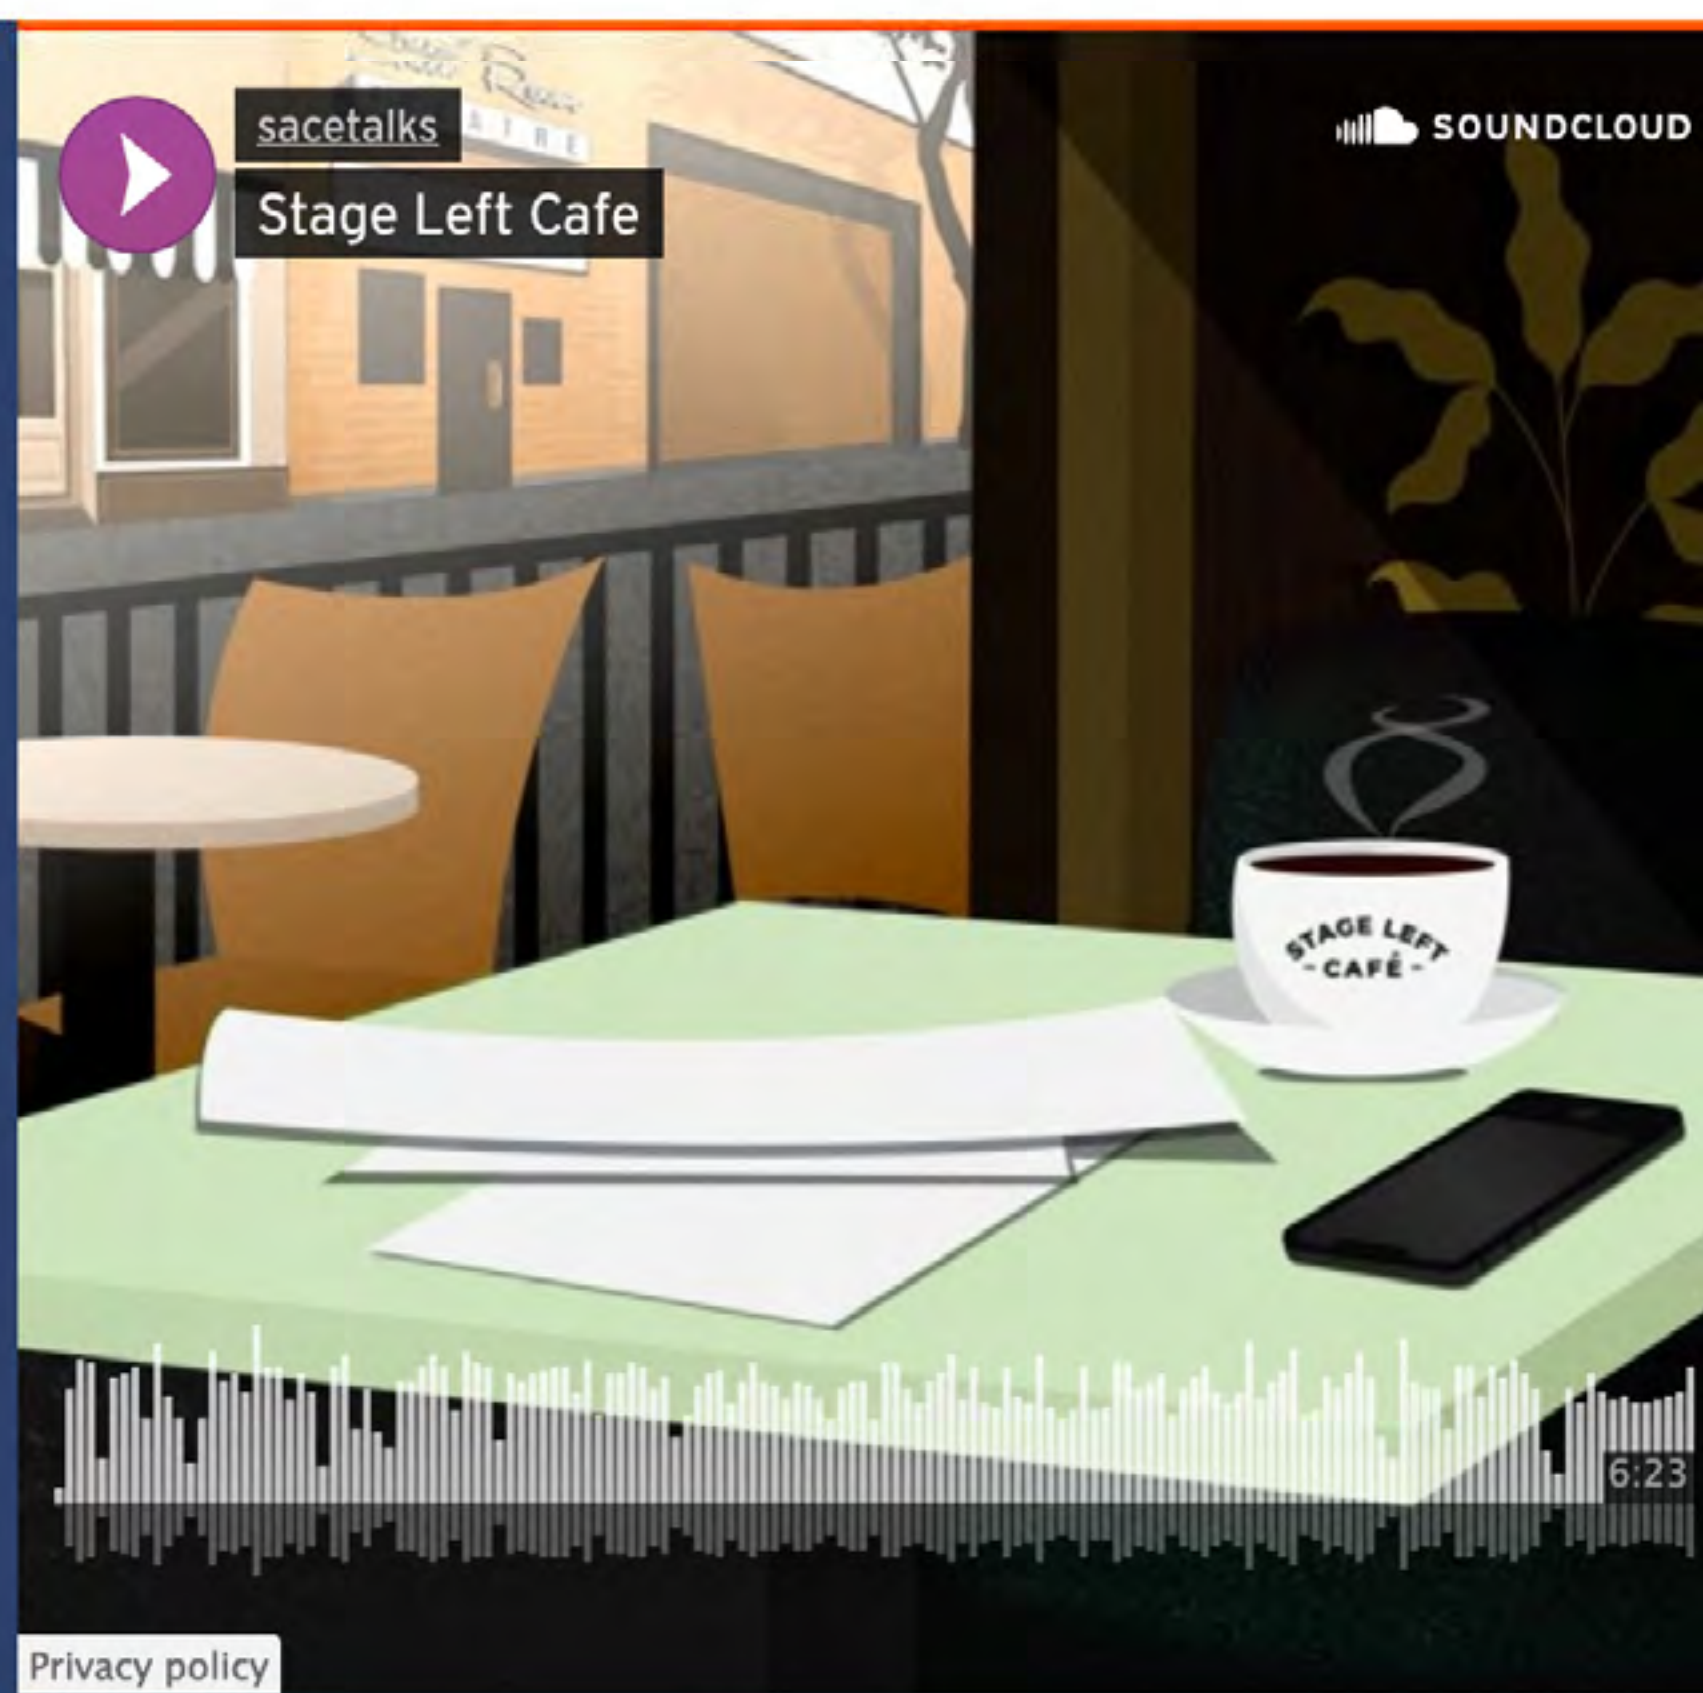 sacetalks
Stage Left Cafe
SOUNDCLOUD
STAGE LEFT
- CAFÉ -
6:23
Privacy policy